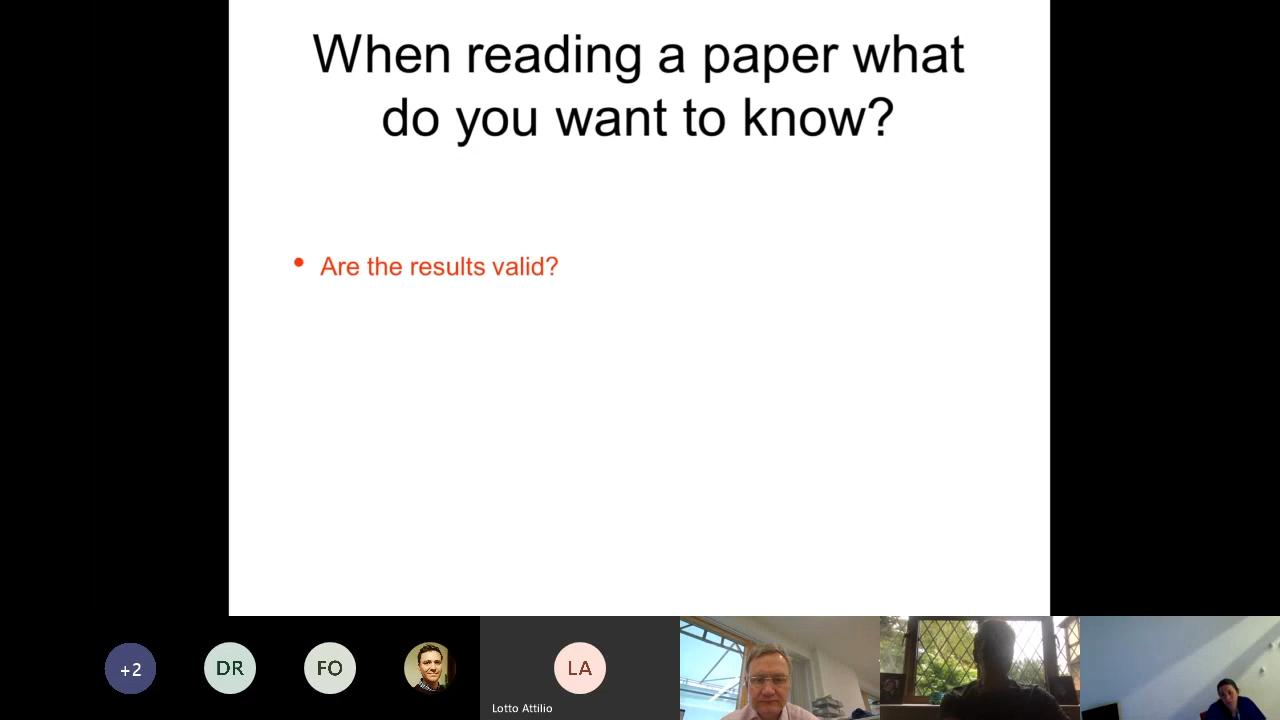 When reading a paper what
do you want to know?
• Are the results valid?
+2
DR
FO
LA
Lotto Attilio